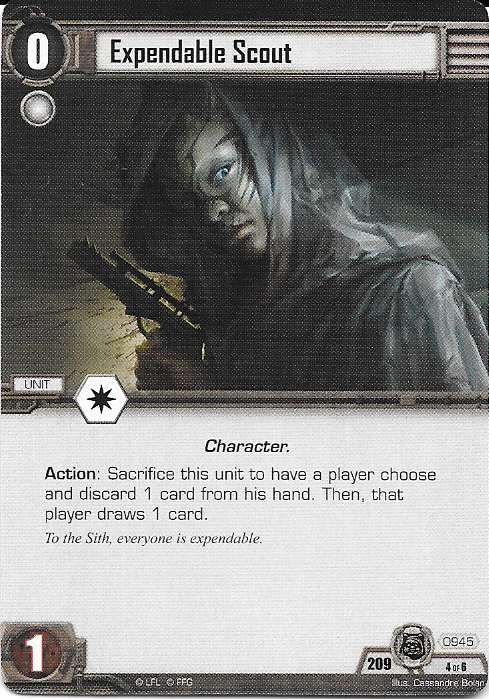 0
Expendable Scout
UNIT
Character.
Action: Sacrifice this unit to have a player choose
and discard 1 card from his hand. Then, that
player draws 1 card.
To the Sith, everyone is expendable.
1
209
0945
4 OF 6
© LFL © FFG
Illus. Cassandre Bolan